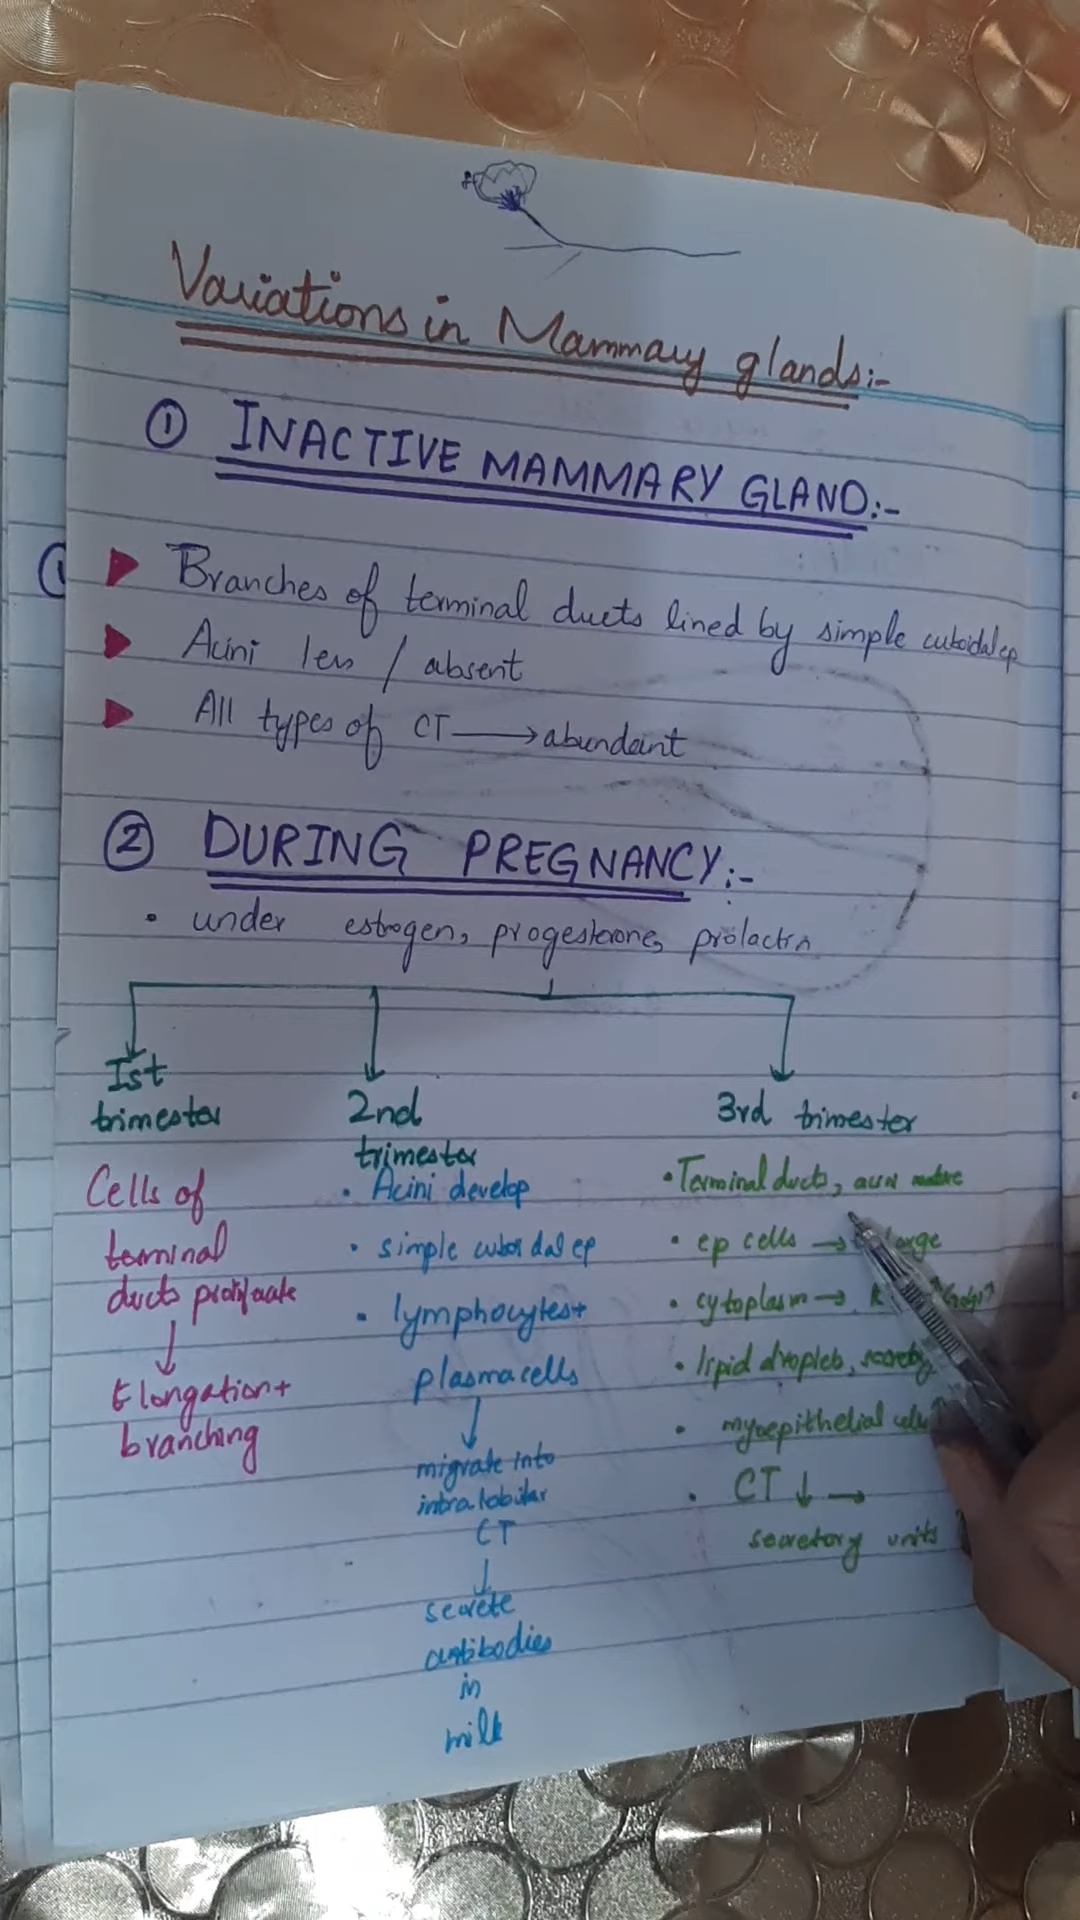 Variations in Mammary glands:-
① INACTIVE MAMMARY GLAND:-
Branches of terminal ducts lined by simple cuboidal ep
Acini less / absent
All types of CT → abundant
② DURING PREGNANCY:-
• under estrogen, progesterone, prolactin
Ist
trimester
Cells of
terminal
ducts proliferate
↓
Elongation+
branching
2nd
trimester
• Acini develop
• simple cuboidal ep
• lymphocytes+
plasma cells
↓
migrate into
intralobular
CT
↓
secrete
antibodies
in
milk
3rd trimester
• Terminal ducts, acini mature
• ep cells →
• cytoplasm →
• lipid droplets,
• myoepithelial cells
• CT ↓ →
secretory units